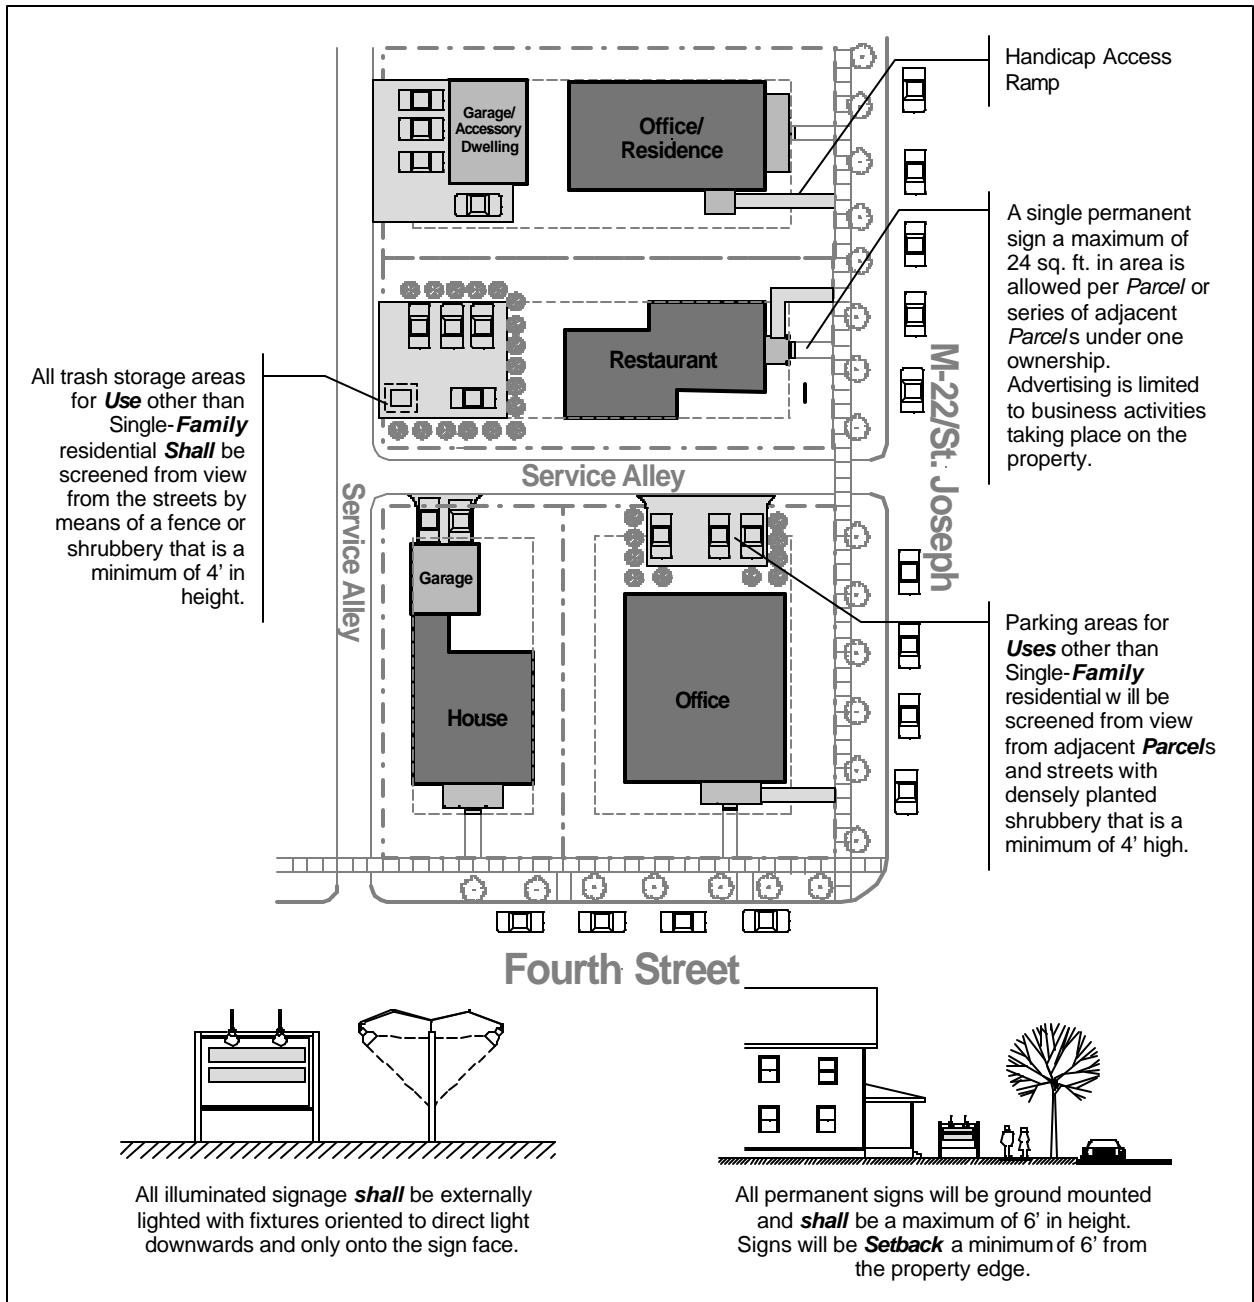 Handicap Access
Ramp
Garage/
Accessory
Dwelling
Office/
Residence
A single permanent
sign a maximum of
24 sq. ft. in area is
allowed per Parcel or
series of adjacent
Parcels under one
ownership.
Advertising is limited
to business activities
taking place on the
property.
Restaurant
All trash storage areas
for Use other than
Single-Family
residential Shall be
screened from view
from the streets by
means of a fence or
shrubbery that is a
minimum of 4' in
height.
M-22/St. Joseph
Service Alley
Service Alley
Garage
House
Office
Parking areas for
Uses other than
Single-Family
residential w ill be
screened from view
from adjacent Parcels
and streets with
densely planted
shrubbery that is a
minimum of 4' high.
Fourth Street
All illuminated signage shall be externally
lighted with fixtures oriented to direct light
downwards and only onto the sign face.
All permanent signs will be ground mounted
and shall be a maximum of 6' in height.
Signs will be Setback a minimum of 6' from
the property edge.